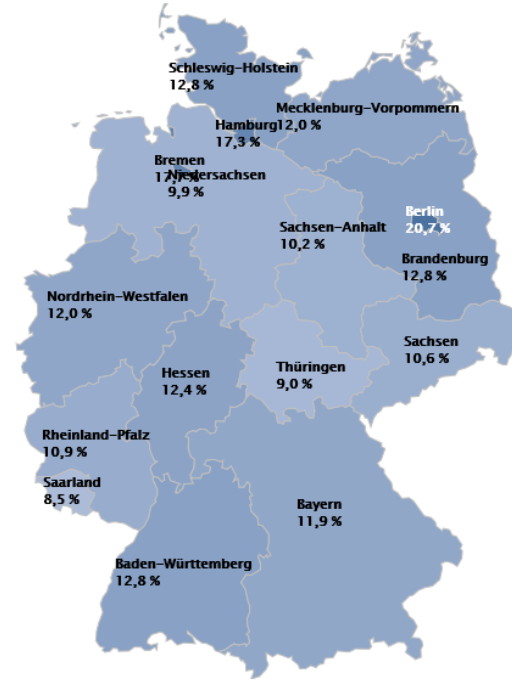 Schleswig-Holstein
12,8 %
Mecklenburg-Vorpommern
12,0 %
Hamburg
17,3 %
Bremen
Niedersachsen
9,9 %
Berlin
20,7 %
Sachsen-Anhalt
10,2 %
Brandenburg
12,8 %
Nordrhein-Westfalen
12,0 %
Sachsen
10,6 %
Hessen
12,4 %
Thüringen
9,0 %
Rheinland-Pfalz
10,9 %
Saarland
8,5 %
Bayern
11,9 %
Baden-Württemberg
12,8 %